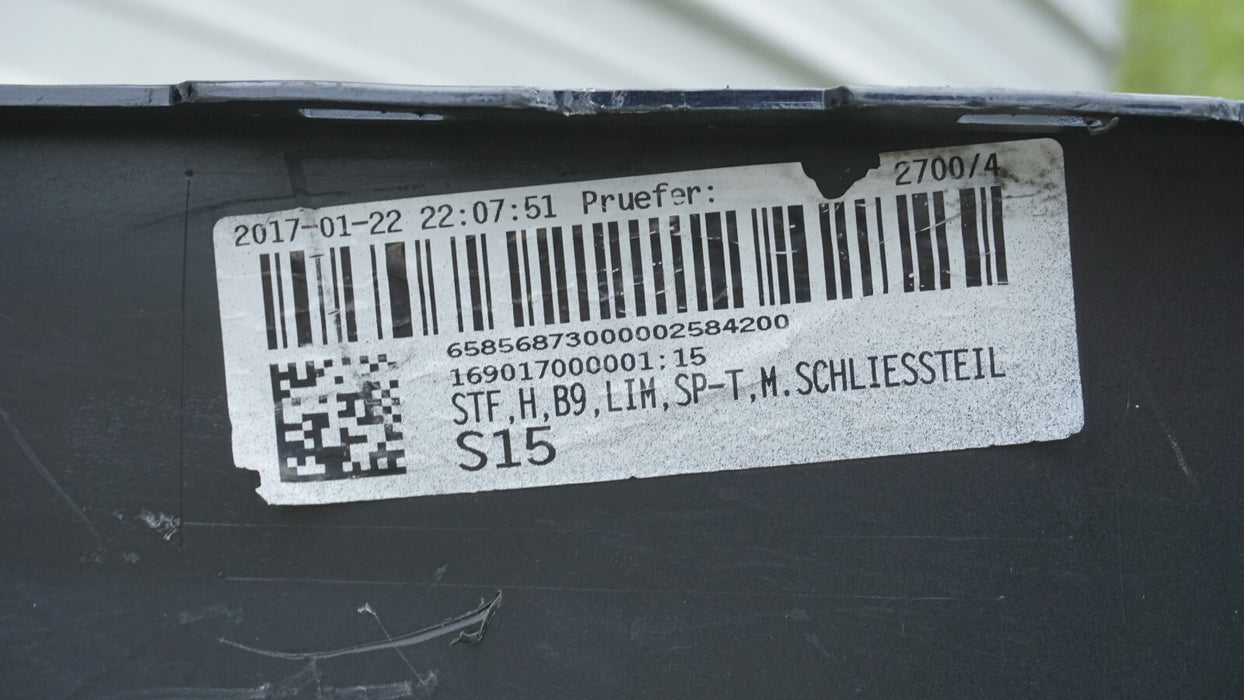 2017-01-22 22:07:51 Pruefer: 2700/4
65856873000002584200
169017000001:15
STF,H,B9,LIM,SP-T,M.SCHLIESSTEIL
S15